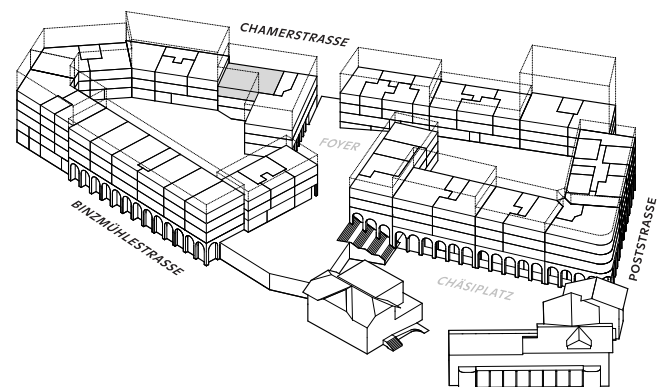 CHAMERSTRASSE
FOYER
BINZMÜHLESTRASSE
POSTSTRASSE
CHÄSIPLATZ